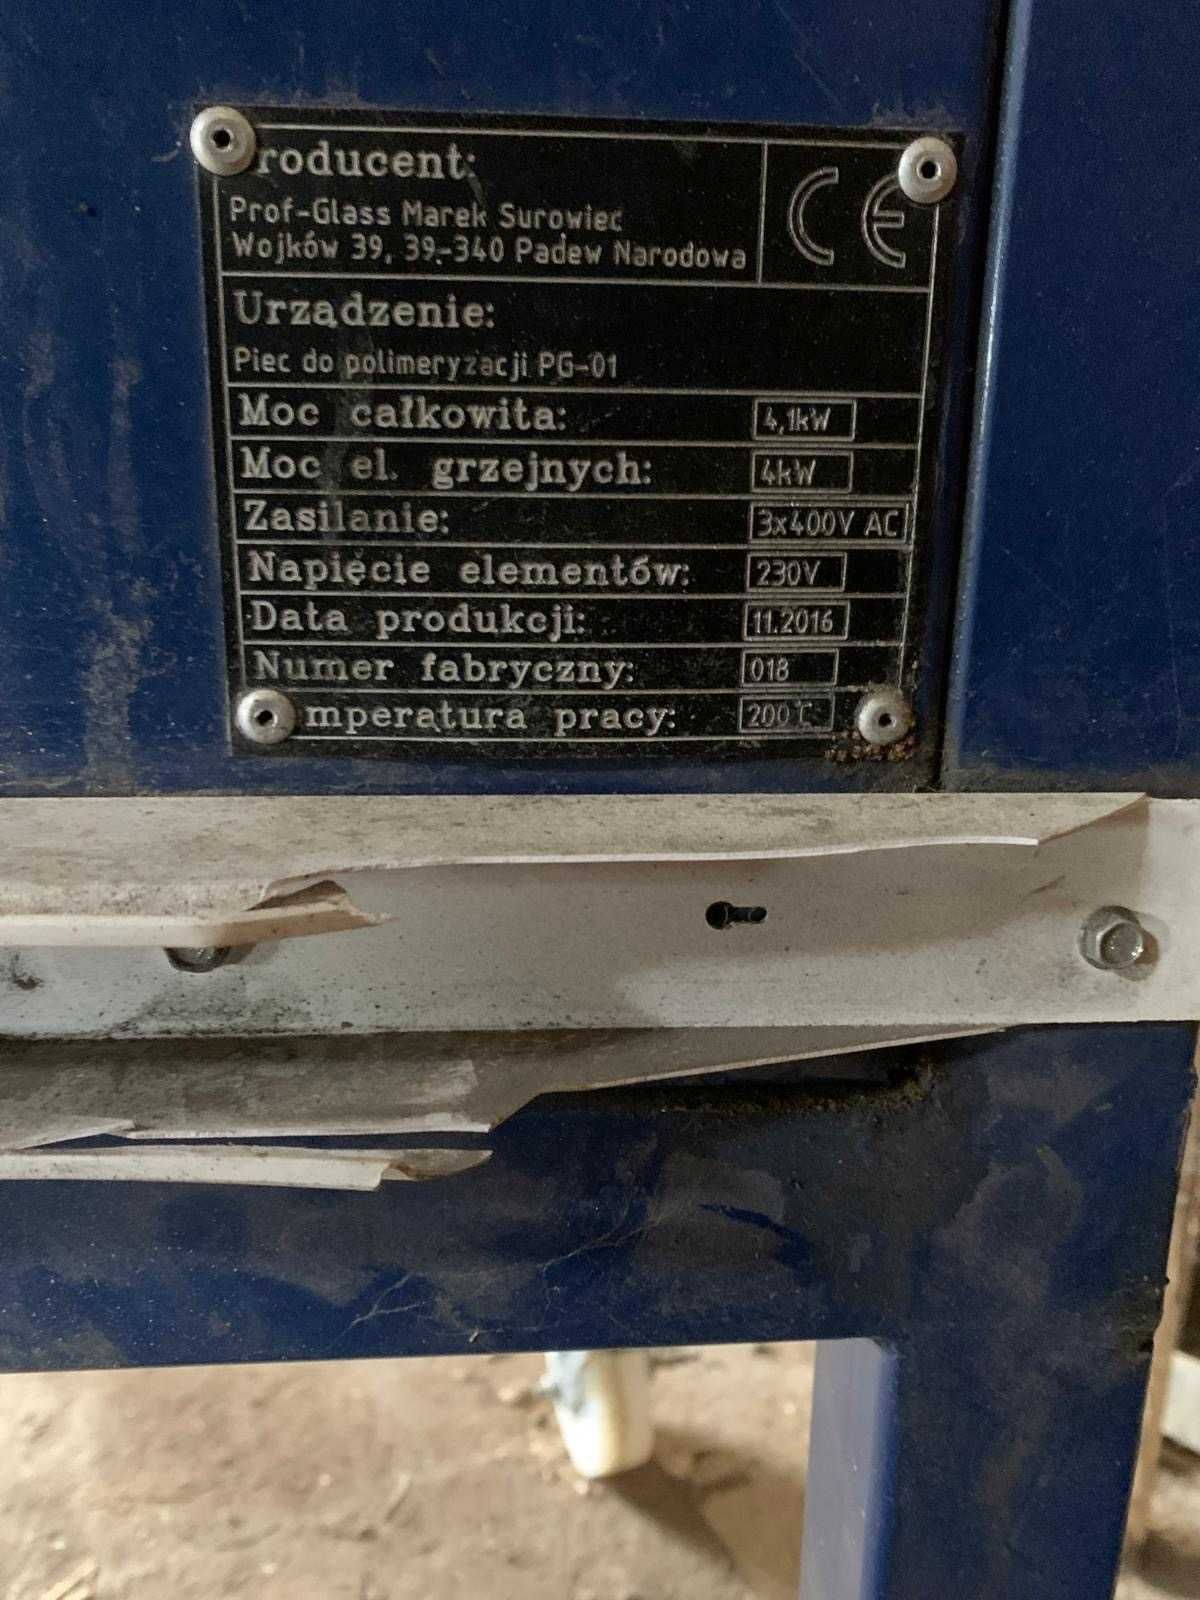 roducent:
Prof-Glass Marek Surowiec
Wojków 39, 39-340 Padew Narodowa
CE
Urządzenie:
Piec do polimeryzacji PG-01
Moc całkowita: 4,1kW
Moc el. grzejnych: 4kW
Zasilanie: 3x400V AC
Napięcie elementów: 230V
Data produkcji: 11.2016
Numer fabryczny: 018
mperatura pracy: 200°C